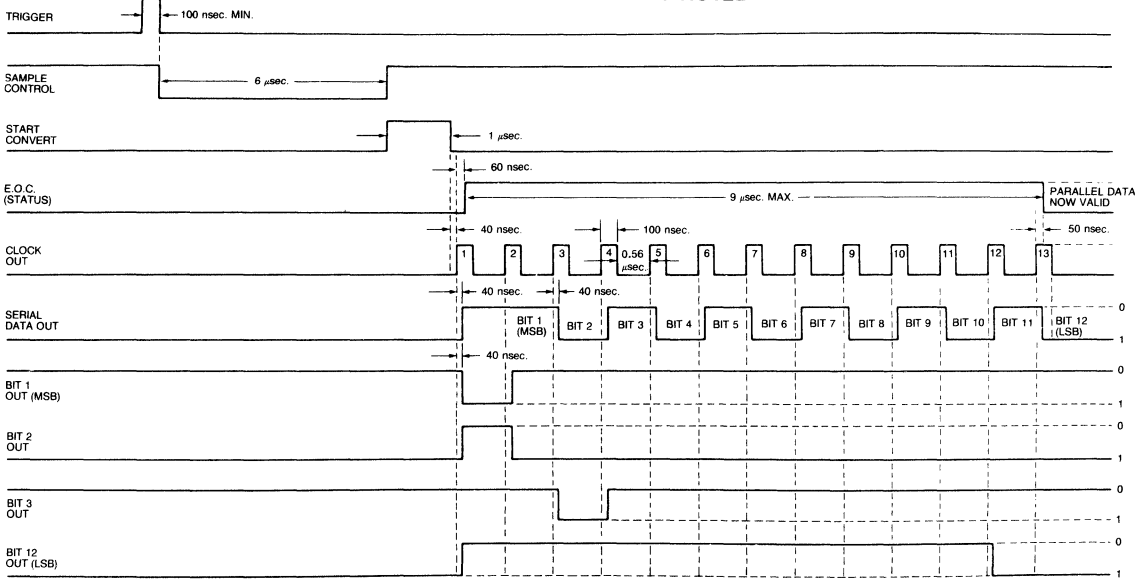 TRIGGER
100 nsec. MIN.
SAMPLE
CONTROL
6 µsec.
START
CONVERT
1 µsec.
60 nsec.
E.O.C.
(STATUS)
9 µsec. MAX.
PARALLEL DATA
NOW VALID
40 nsec.
100 nsec.
50 nsec.
CLOCK
OUT
1 2 3 4 0.56 µsec. 5 6 7 8 9 10 11 12 13
40 nsec.
40 nsec.
SERIAL
DATA OUT
BIT 1
(MSB)
BIT 2 BIT 3 BIT 4 BIT 5 BIT 6 BIT 7 BIT 8 BIT 9 BIT 10 BIT 11
BIT 12
(LSB)
0
1
40 nsec.
BIT 1
OUT (MSB)
0
1
BIT 2
OUT
0
1
BIT 3
OUT
0
1
BIT 12
OUT (LSB)
0
1